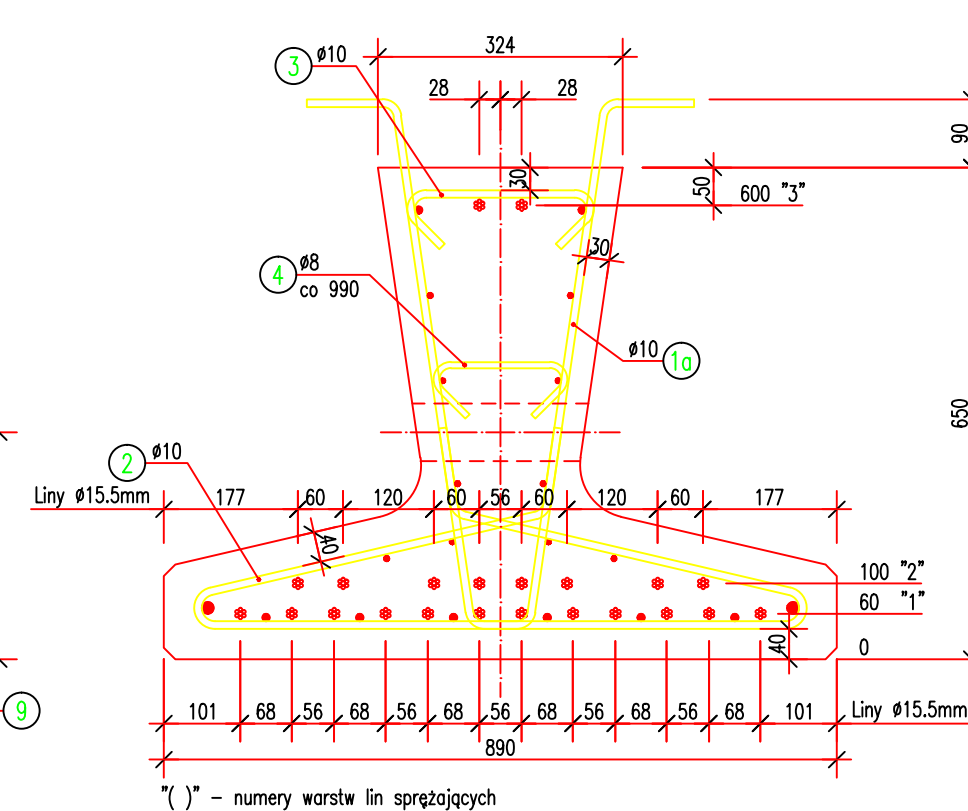 324
3 ø10
28 28
90
30
50
600 "3"
30
4 ø8
co 990
ø10 1a
650
2 ø10
Liny ø15.5mm 177 60 120 60 56 60 120 60 177
40
100 "2"
60 "1"
40
0
9
101 68 56 68 56 68 56 68 56 68 56 68 101 Liny ø15.5mm
890
"( )" – numery warstw lin sprężających